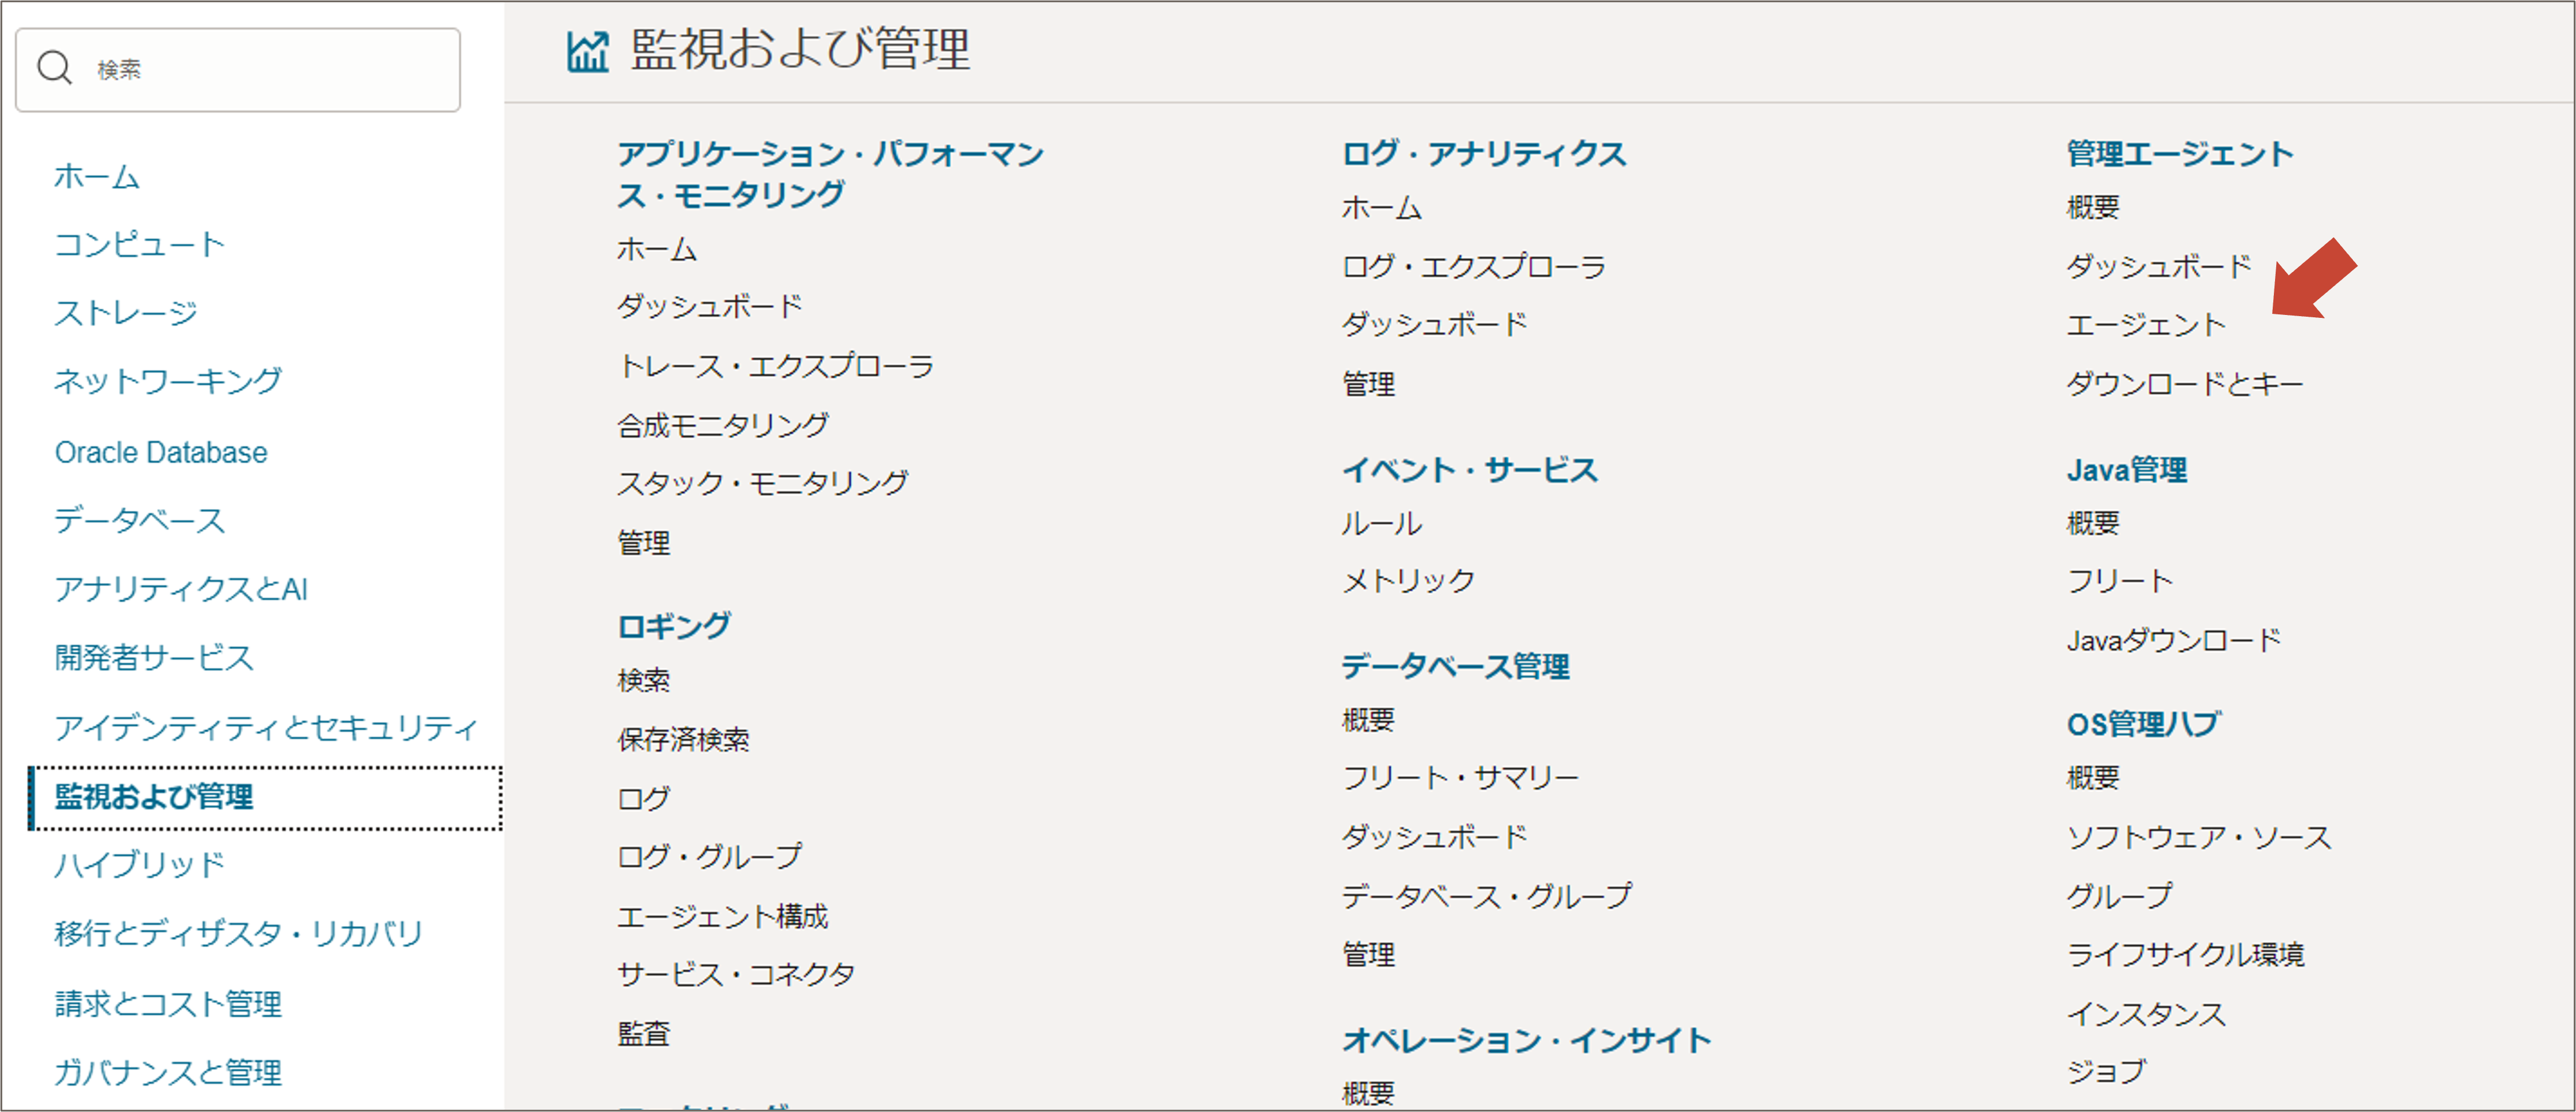 検索
ホーム
コンピュート
ストレージ
ネットワーキング
Oracle Database
データベース
アナリティクスとAI
開発者サービス
アイデンティティとセキュリティ
監視および管理
ハイブリッド
移行とディザスタ・リカバリ
請求とコスト管理
ガバナンスと管理
監視および管理
アプリケーション・パフォーマン
ス・モニタリング
ホーム
ダッシュボード
トレース・エクスプローラ
合成モニタリング
スタック・モニタリング
管理
ロギング
検索
保存済検索
ログ
ログ・グループ
エージェント構成
サービス・コネクタ
監査
ログ・アナリティクス
ホーム
ログ・エクスプローラ
ダッシュボード
管理
イベント・サービス
ルール
メトリック
データベース管理
概要
フリート・サマリー
ダッシュボード
データベース・グループ
管理
オペレーション・インサイト
概要
管理エージェント
概要
ダッシュボード
エージェント
ダウンロードとキー
Java管理
概要
フリート
Javaダウンロード
OS管理ハブ
概要
ソフトウェア・ソース
グループ
ライフサイクル環境
インスタンス
ジョブ